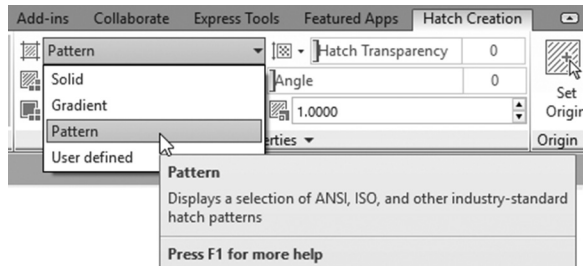 Add-ins Collaborate Express Tools Featured Apps Hatch Creation
Pattern Hatch Transparency 0
Solid Angle 0
Set
Gradient 1.0000 Origin
Pattern erties Origin
User defined
Pattern
Displays a selection of ANSI, ISO, and other industry-standard
hatch patterns
Press F1 for more help